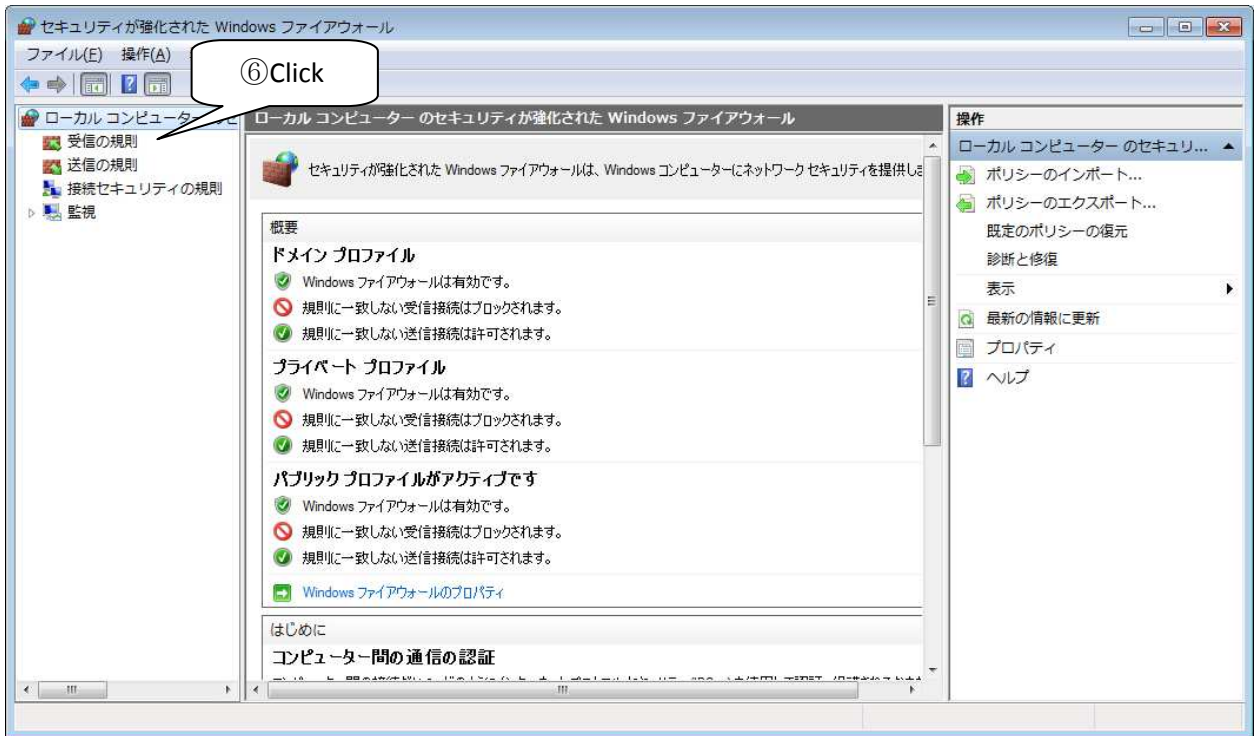 セキュリティが強化された Windows ファイアウォール
ファイル(F) 操作(A)
⑥Click
ローカル コンピューター
受信の規則
送信の規則
接続セキュリティの規則
監視
ローカル コンピューター のセキュリティが強化された Windows ファイアウォール
セキュリティが強化された Windows ファイアウォールは、Windows コンピューターにネットワーク セキュリティを提供しま
概要
ドメイン プロファイル
Windows ファイアウォールは有効です。
規則に一致しない受信接続はブロックされます。
規則に一致しない送信接続は許可されます。
プライベート プロファイル
Windows ファイアウォールは有効です。
規則に一致しない受信接続はブロックされます。
規則に一致しない送信接続は許可されます。
パブリック プロファイルがアクティブです
Windows ファイアウォールは有効です。
規則に一致しない受信接続はブロックされます。
規則に一致しない送信接続は許可されます。
Windows ファイアウォールのプロパティ
はじめに
コンピューター間の通信の認証
操作
ローカル コンピューター のセキュリ...
ポリシーのインポート...
ポリシーのエクスポート...
既定のポリシーの復元
診断と修復
表示
最新の情報に更新
プロパティ
ヘルプ